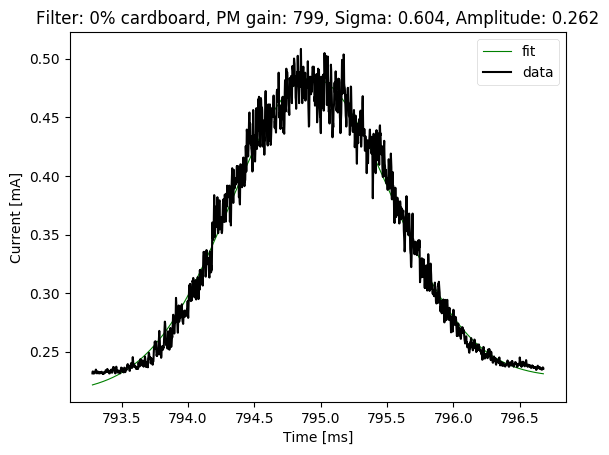 Filter: 0% cardboard, PM gain: 799, Sigma: 0.604, Amplitude: 0.262
fit
data
0.50
0.45
0.40
0.35
0.30
0.25
Current [mA]
793.5 794.0 794.5 795.0 795.5 796.0 796.5
Time [ms]